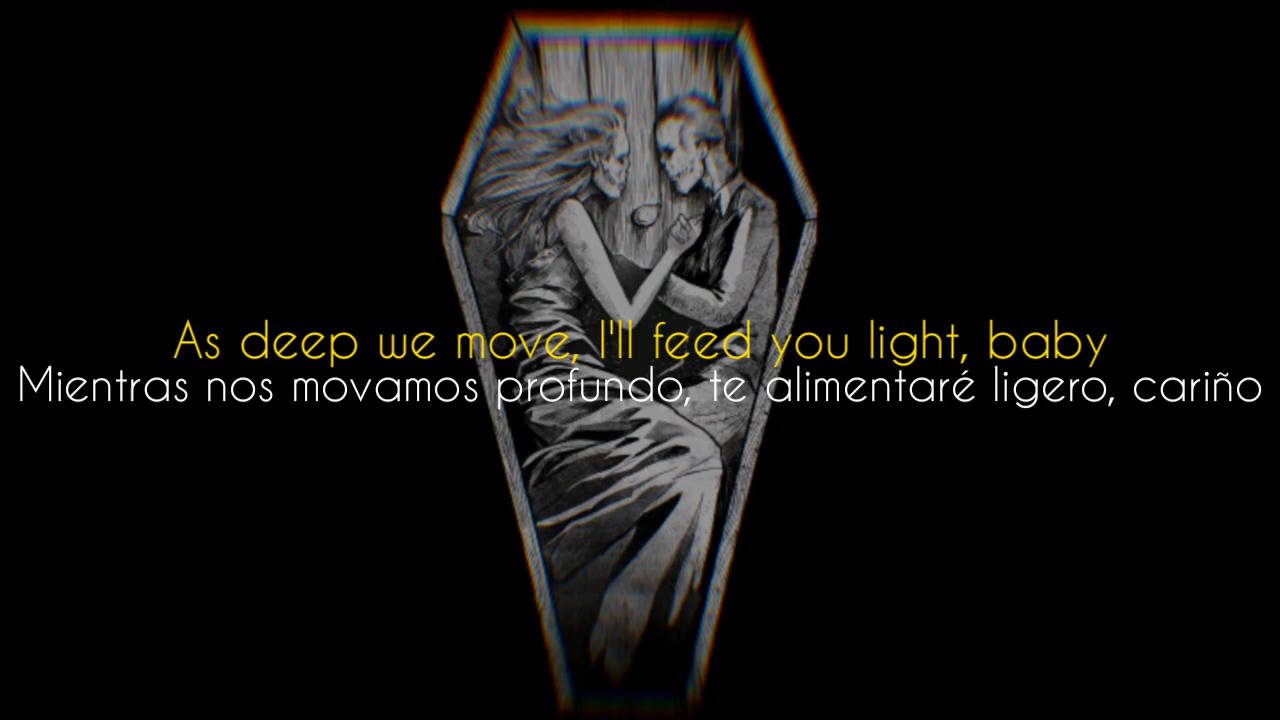 As deep we move, I'll feed you light, baby
Mientras nos movamos profundo, te alimentaré ligero, cariño